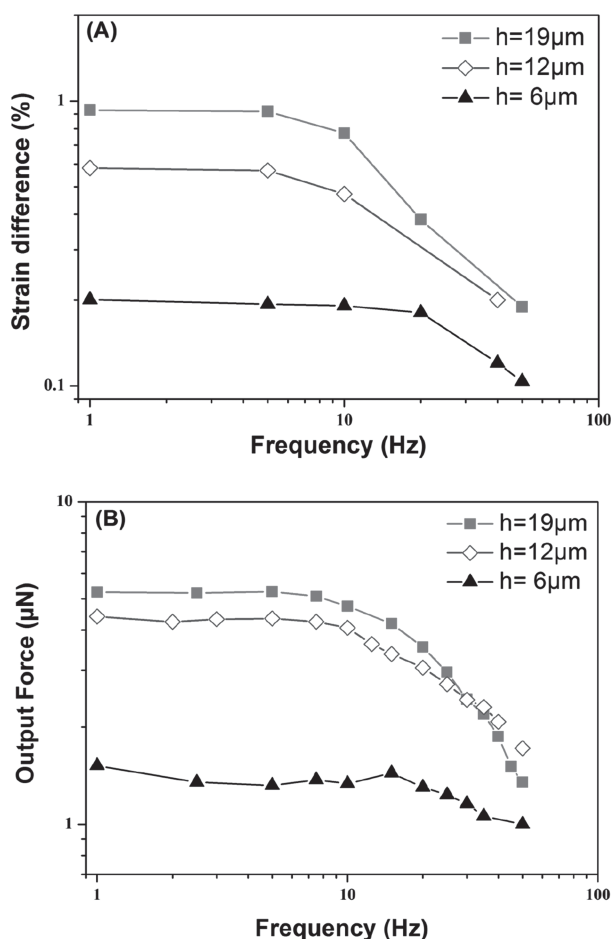 (A)
h=19μm
h=12μm
h= 6μm
Strain difference (%)
1
0.1
1
10
100
Frequency (Hz)
(B)
h=19μm
h=12μm
h= 6μm
Output Force (μN)
10
1
1
10
100
Frequency (Hz)